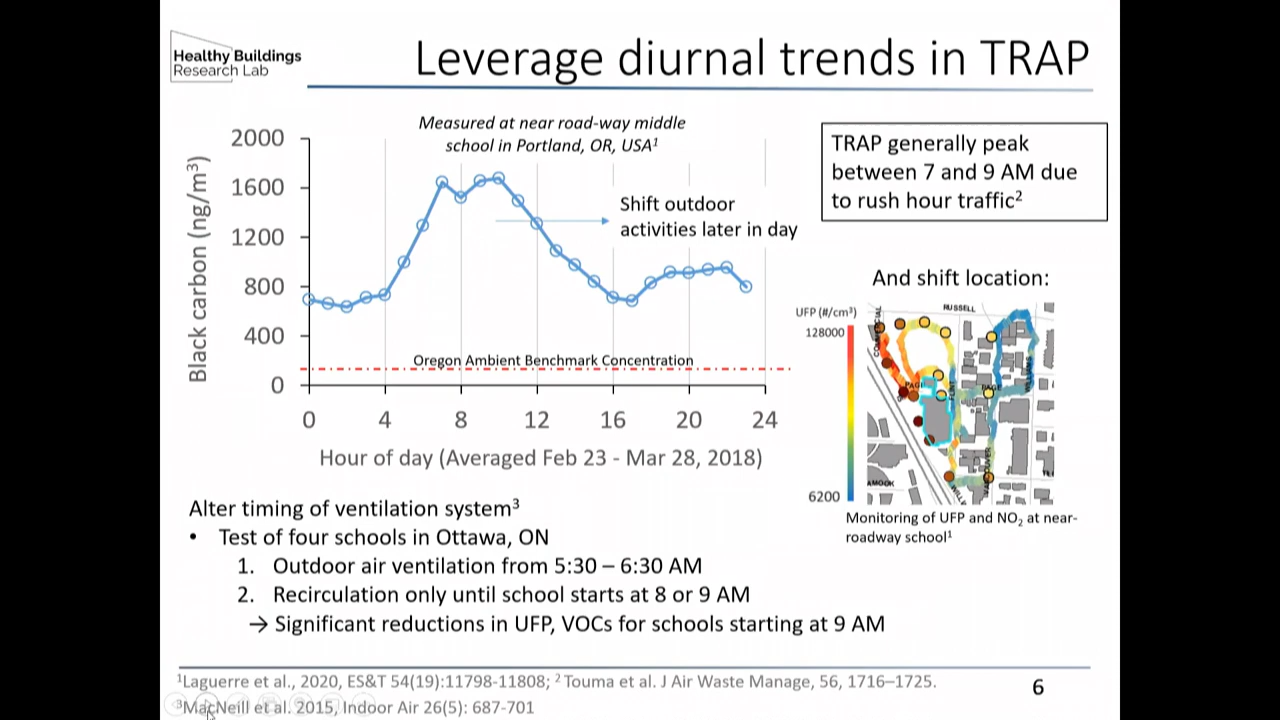 Healthy Buildings
Research Lab
Leverage diurnal trends in TRAP
Measured at near road-way middle
school in Portland, OR, USA¹
Black carbon (ng/m³)
2000
1600
1200
800
400
0
Shift outdoor
activities later in day
Oregon Ambient Benchmark Concentration
0 4 8 12 16 20 24
Hour of day (Averaged Feb 23 - Mar 28, 2018)
TRAP generally peak
between 7 and 9 AM due
to rush hour traffic²
And shift location:
UFP (#/cm³)
128000
6200
RUSSELL
Monitoring of UFP and NO₂ at near-
roadway school¹
Alter timing of ventilation system³
• Test of four schools in Ottawa, ON
1. Outdoor air ventilation from 5:30 – 6:30 AM
2. Recirculation only until school starts at 8 or 9 AM
→ Significant reductions in UFP, VOCs for schools starting at 9 AM
¹Laguerre et al., 2020, ES&T 54(19):11798-11808; ² Touma et al. J Air Waste Manage, 56, 1716–1725.
³MacNeill et al. 2015, Indoor Air 26(5): 687-701
6